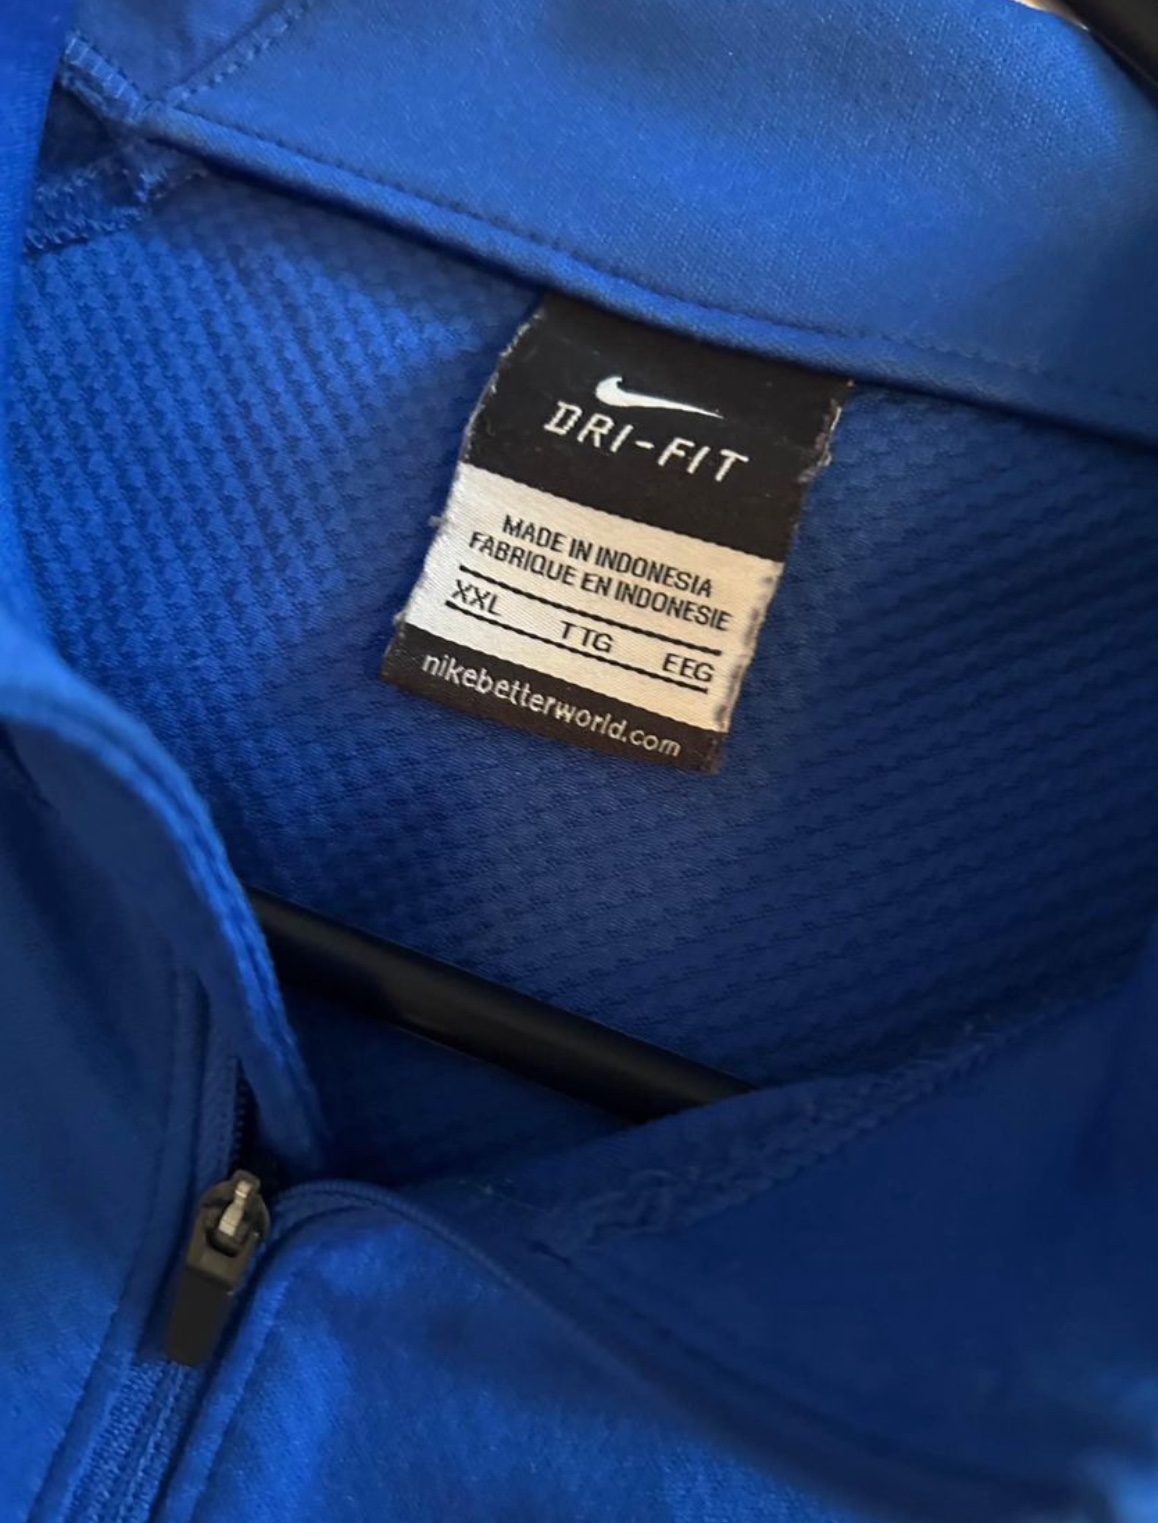 DRI-FIT
MADE IN INDONESIA
FABRIQUE EN INDONESIE
XXL TTG EEG
nikebetterworld.com